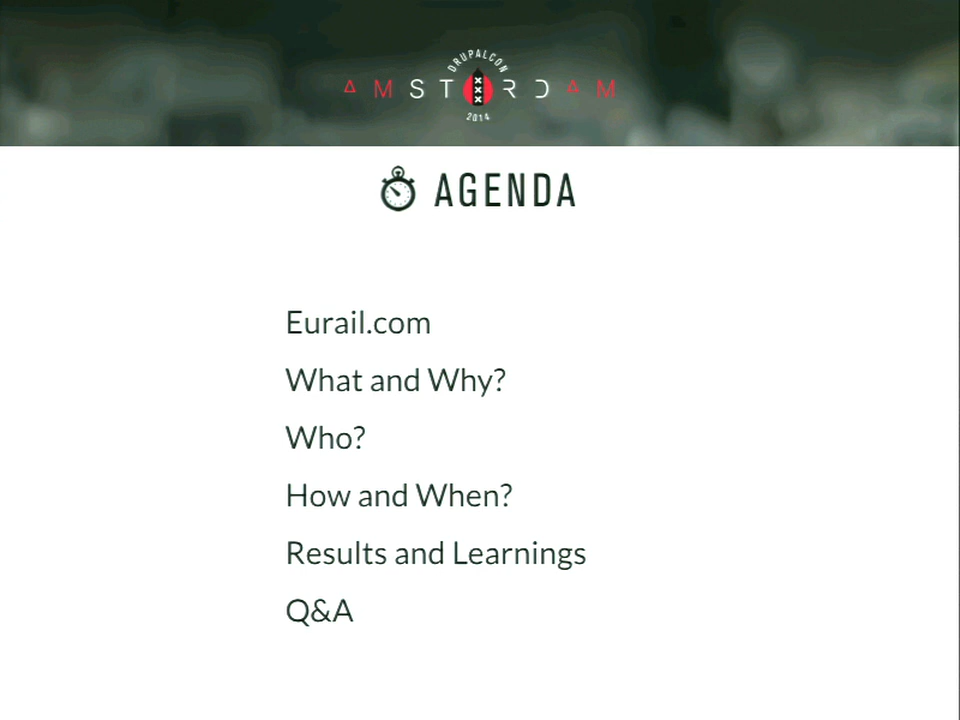 DRUPALCON
AMSTERDAM
2014
AGENDA
Eurail.com
What and Why?
Who?
How and When?
Results and Learnings
Q&A